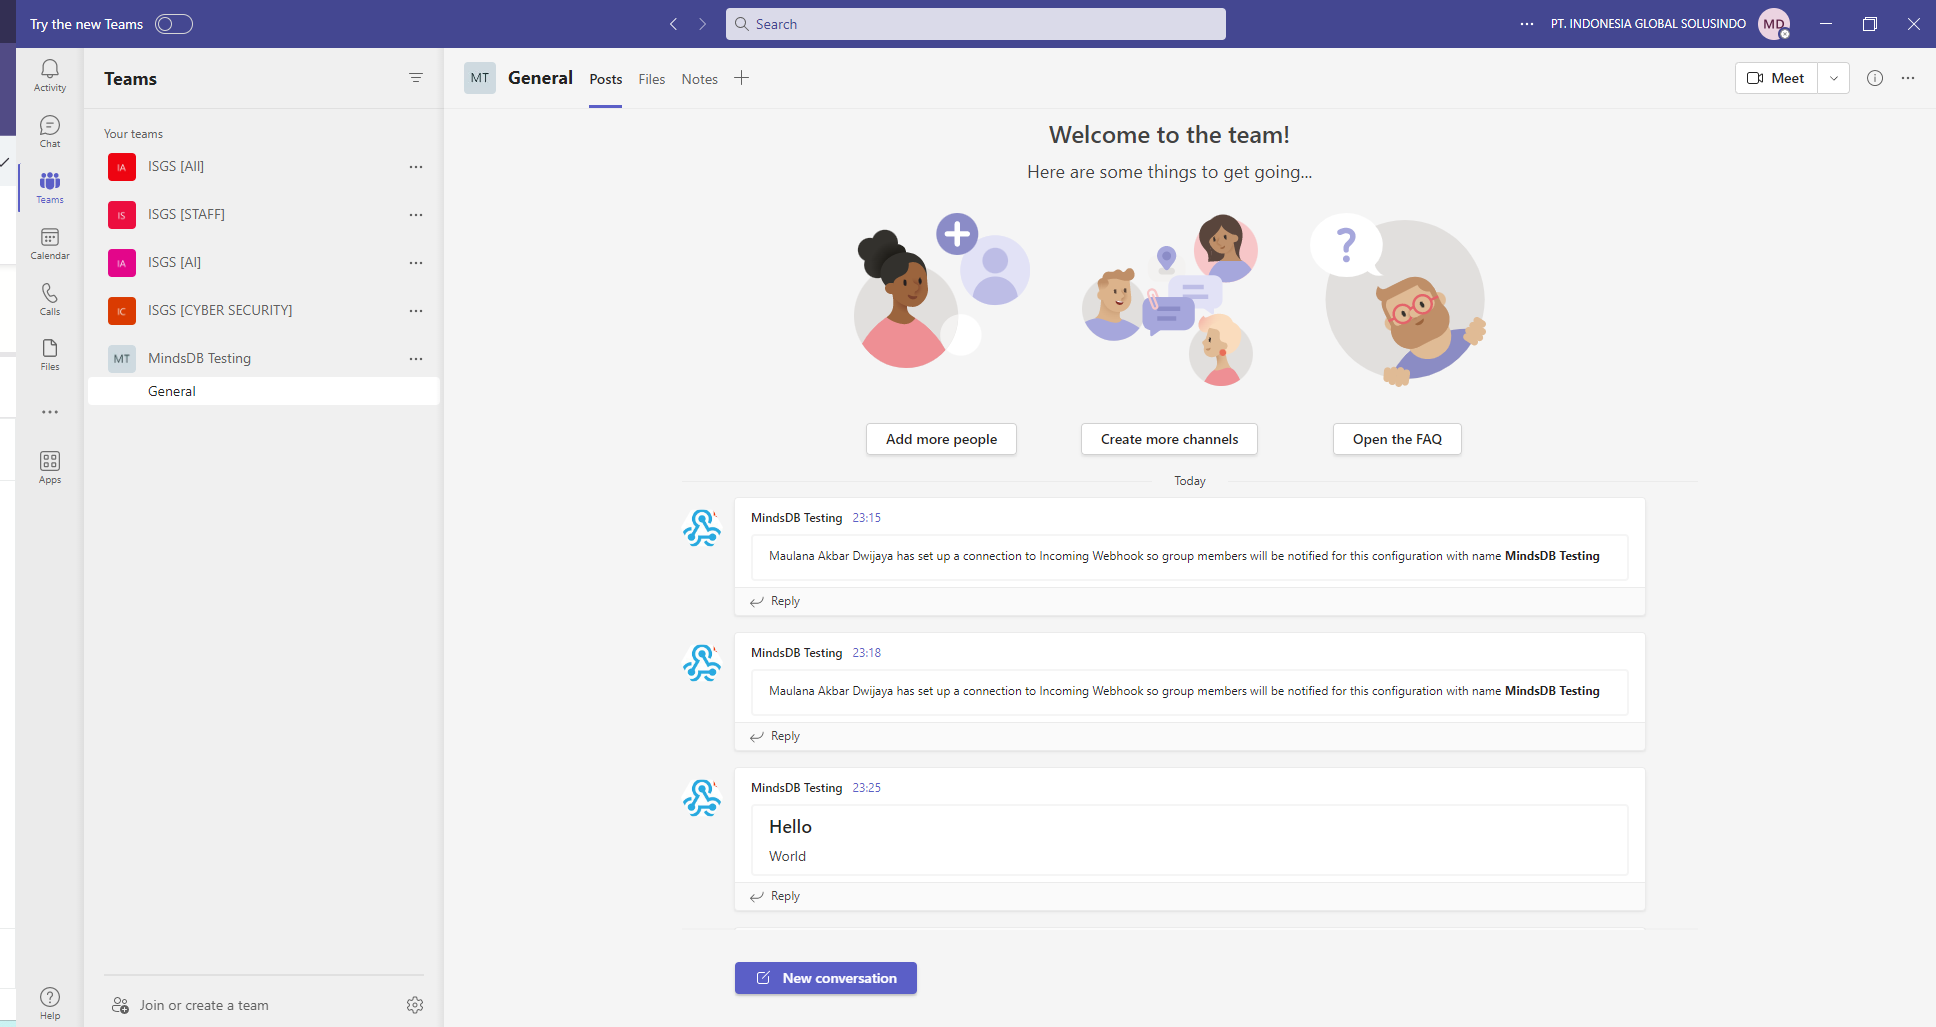 Try the new Teams
Search
PT. INDONESIA GLOBAL SOLUSINDO
MD
Activity
Chat
Teams
Calendar
Calls
Files
Apps
Help
Teams
Your teams
IA ISGS [All]
IS ISGS [STAFF]
IA ISGS [AI]
IC ISGS [CYBER SECURITY]
MT MindsDB Testing
General
Join or create a team
MT General Posts Files Notes
Meet
Welcome to the team!
Here are some things to get going...
?
Add more people
Create more channels
Open the FAQ
Today
MindsDB Testing 23:15
Maulana Akbar Dwijaya has set up a connection to Incoming Webhook so group members will be notified for this configuration with name MindsDB Testing
Reply
MindsDB Testing 23:18
Maulana Akbar Dwijaya has set up a connection to Incoming Webhook so group members will be notified for this configuration with name MindsDB Testing
Reply
MindsDB Testing 23:25
Hello
World
Reply
New conversation